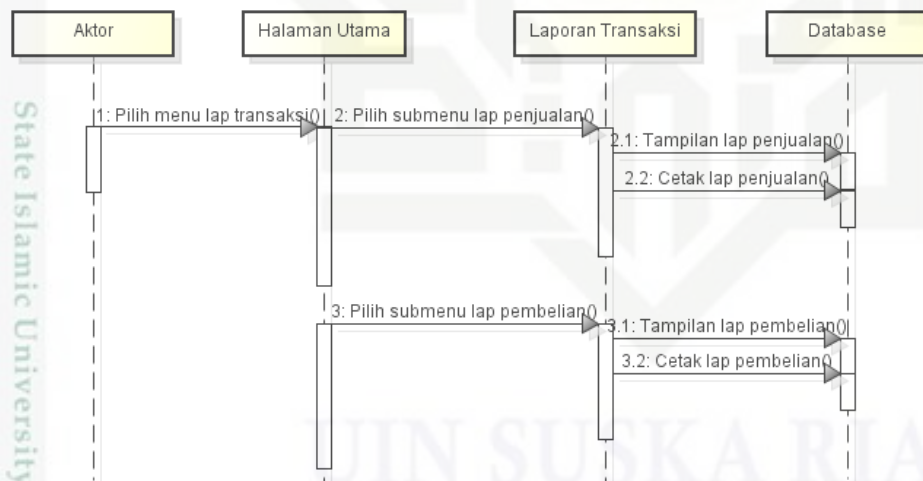 Aktor
Halaman Utama
Laporan Transaksi
Database
1: Pilih menu lap transaksi()
2: Pilih submenu lap penjualan()
2.1: Tampilan lap penjualan()
2.2: Cetak lap penjualan()
3: Pilih submenu lap pembelian()
3.1: Tampilan lap pembelian()
3.2: Cetak lap pembelian()
State Islamic University
UIN SUSKA RIA